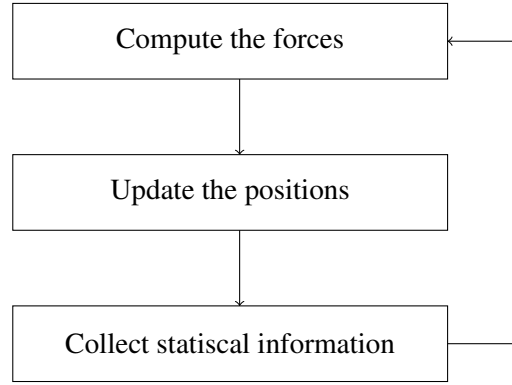 Compute the forces
Update the positions
Collect statiscal information